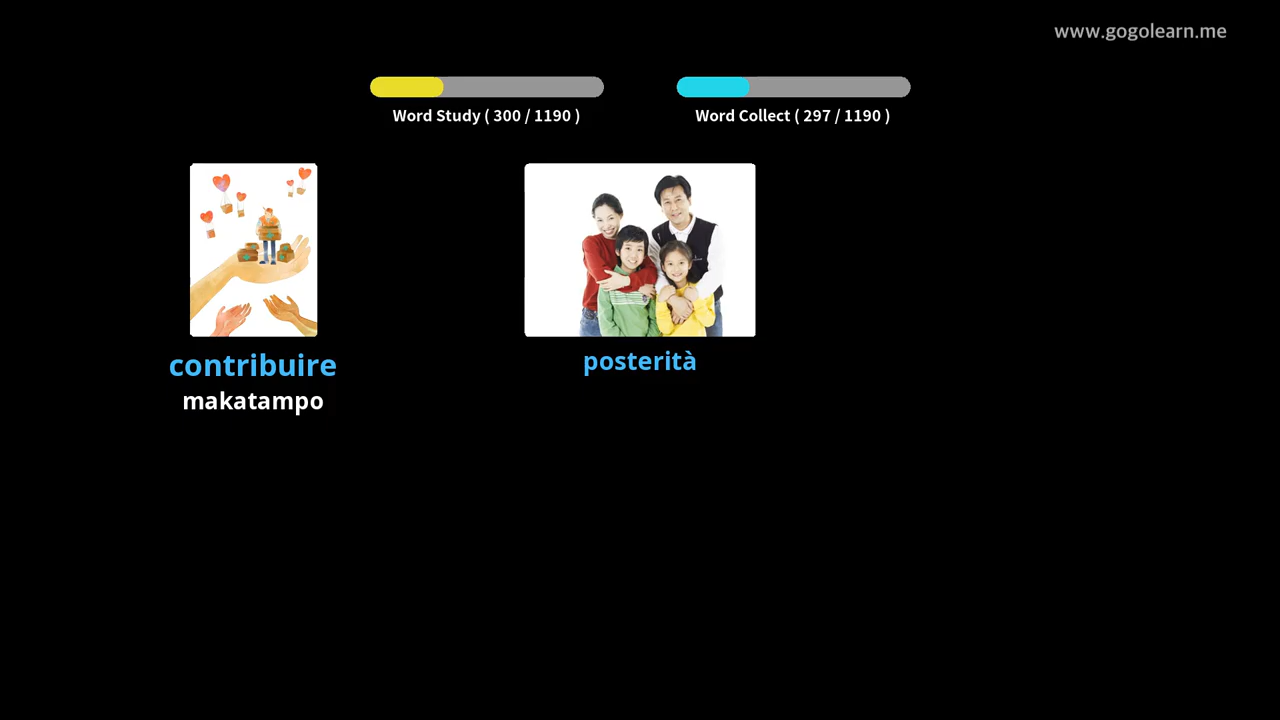 www.gogolearn.me
Word Study ( 300 / 1190 )
Word Collect ( 297 / 1190 )
contribuire
makatampo
posterità